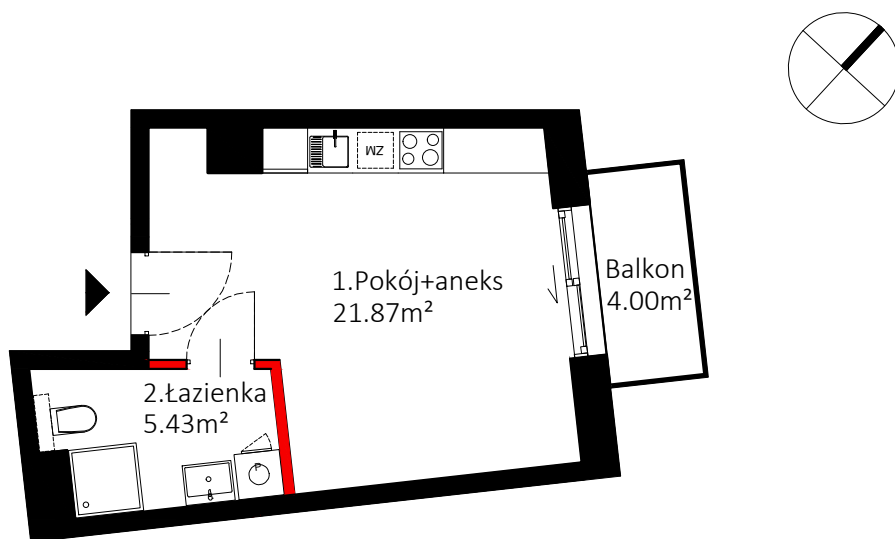 ZM
1.Pokój+aneks
21.87m²
Balkon
4.00m²
2.Łazienka
5.43m²